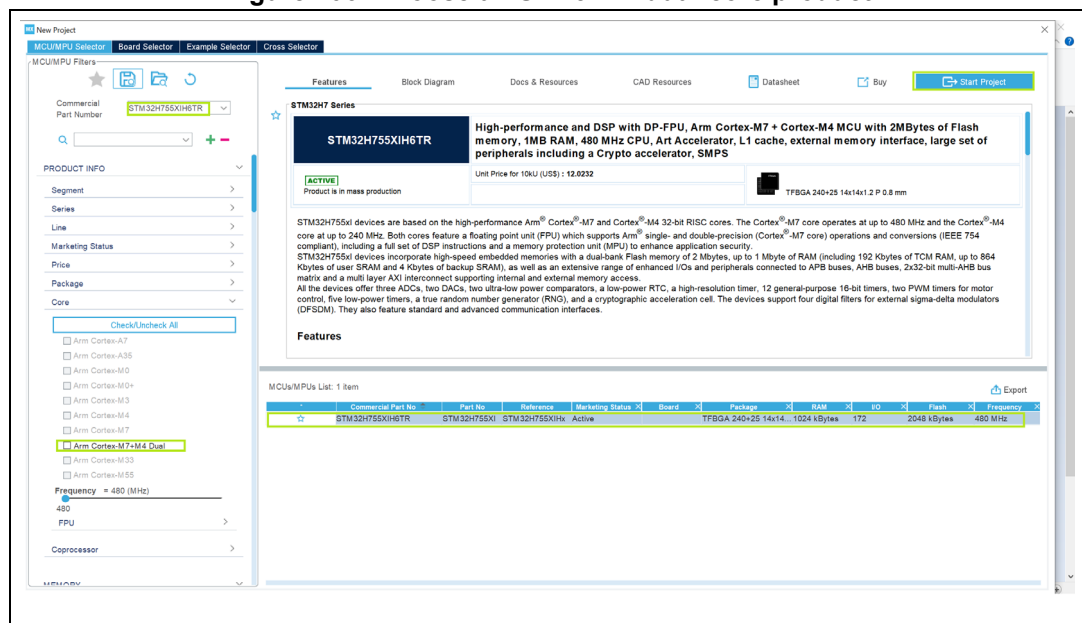 New Project
MCU/MPU Selector Board Selector Example Selector Cross Selector
MCU/MPU Filters
Commercial
Part Number
STM32H755XIH6TR
PRODUCT INFO
Segment
Series
Line
Marketing Status
Price
Package
Core
Check/Uncheck All
Arm Cortex-A7
Arm Cortex-A35
Arm Cortex-M0
Arm Cortex-M0+
Arm Cortex-M3
Arm Cortex-M4
Arm Cortex-M7
Arm Cortex-M7+M4 Dual
Arm Cortex-M33
Arm Cortex-M55
Frequency = 480 (MHz)
480
FPU
Coprocessor
Features Block Diagram Docs & Resources CAD Resources Datasheet Buy Start Project
STM32H7 Series
STM32H755XIH6TR
High-performance and DSP with DP-FPU, Arm Cortex-M7 + Cortex-M4 MCU with 2MBytes of Flash
memory, 1MB RAM, 480 MHz CPU, Art Accelerator, L1 cache, external memory interface, large set of
peripherals including a Crypto accelerator, SMPS
ACTIVE
Product is in mass production
Unit Price for 10kU (US$) : 12.0232
TFBGA 240+25 14x14x1.2 P 0.8 mm
STM32H755xI devices are based on the high-performance Arm® Cortex®-M7 and Cortex®-M4 32-bit RISC cores. The Cortex®-M7 core operates at up to 480 MHz and the Cortex®-M4
core at up to 240 MHz. Both cores feature a floating point unit (FPU) which supports Arm® single- and double-precision (Cortex®-M7 core) operations and conversions (IEEE 754
compliant), including a full set of DSP instructions and a memory protection unit (MPU) to enhance application security.
STM32H755xI devices incorporate high-speed embedded memories with a dual-bank Flash memory of 2 Mbytes, up to 1 Mbyte of RAM (including 192 Kbytes of TCM RAM, up to 864
Kbytes of user SRAM and 4 Kbytes of backup SRAM), as well as an extensive range of enhanced I/Os and peripherals connected to APB buses, AHB buses, 2x32-bit multi-AHB bus
matrix and a multi layer AXI interconnect supporting internal and external memory access.
All the devices offer three ADCs, two DACs, two ultra-low power comparators, a low-power RTC, a high-resolution timer, 12 general-purpose 16-bit timers, two PWM timers for motor
control, five low-power timers, a true random number generator (RNG), and a cryptographic acceleration cell. The devices support four digital filters for external sigma-delta modulators
(DFSDM). They also feature standard and advanced communication interfaces.
Features
MCUs/MPUs List: 1 item
Export
* Commercial Part No Part No Reference Marketing Status X Board X Package X RAM X I/O X Flash X Frequency X
STM32H755XIH6TR STM32H755XI STM32H755XIHx Active TFBGA 240+25 14x14... 1024 kBytes 172 2048 kBytes 480 MHz